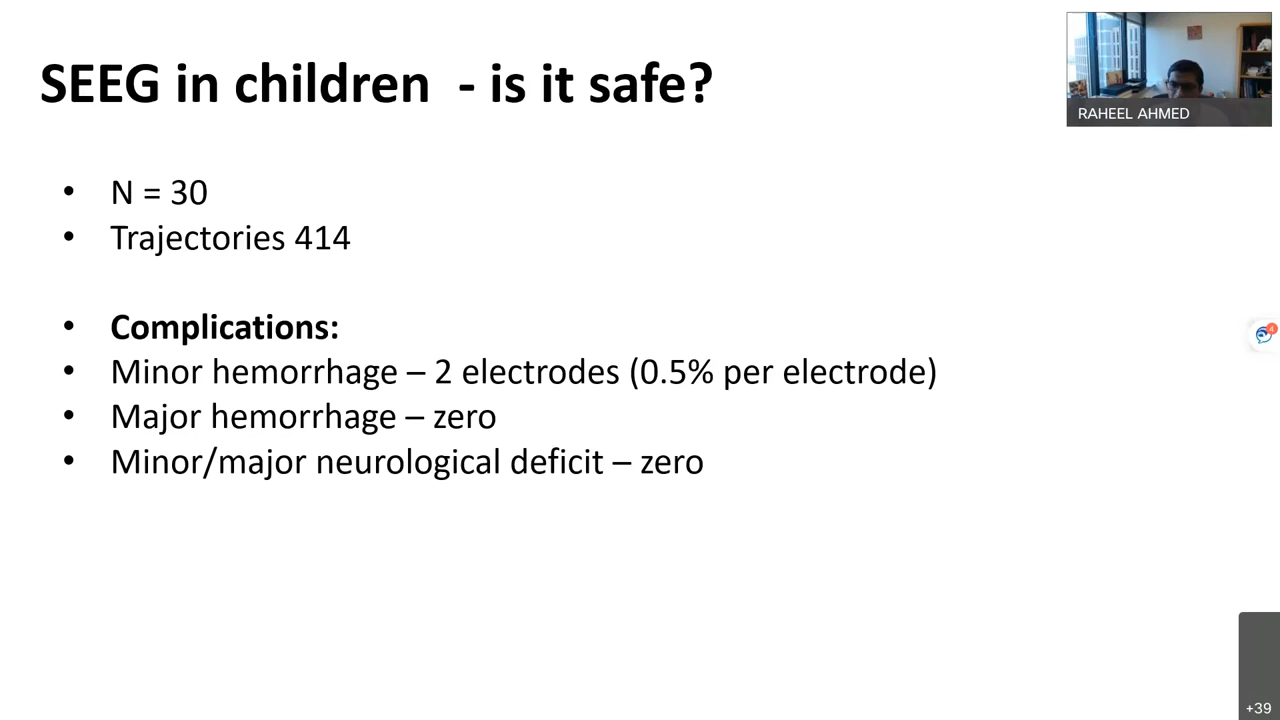 SEEG in children - is it safe?
RAHEEL AHMED
• N = 30
• Trajectories 414
• Complications:
• Minor hemorrhage – 2 electrodes (0.5% per electrode)
• Major hemorrhage – zero
• Minor/major neurological deficit – zero
4
+39